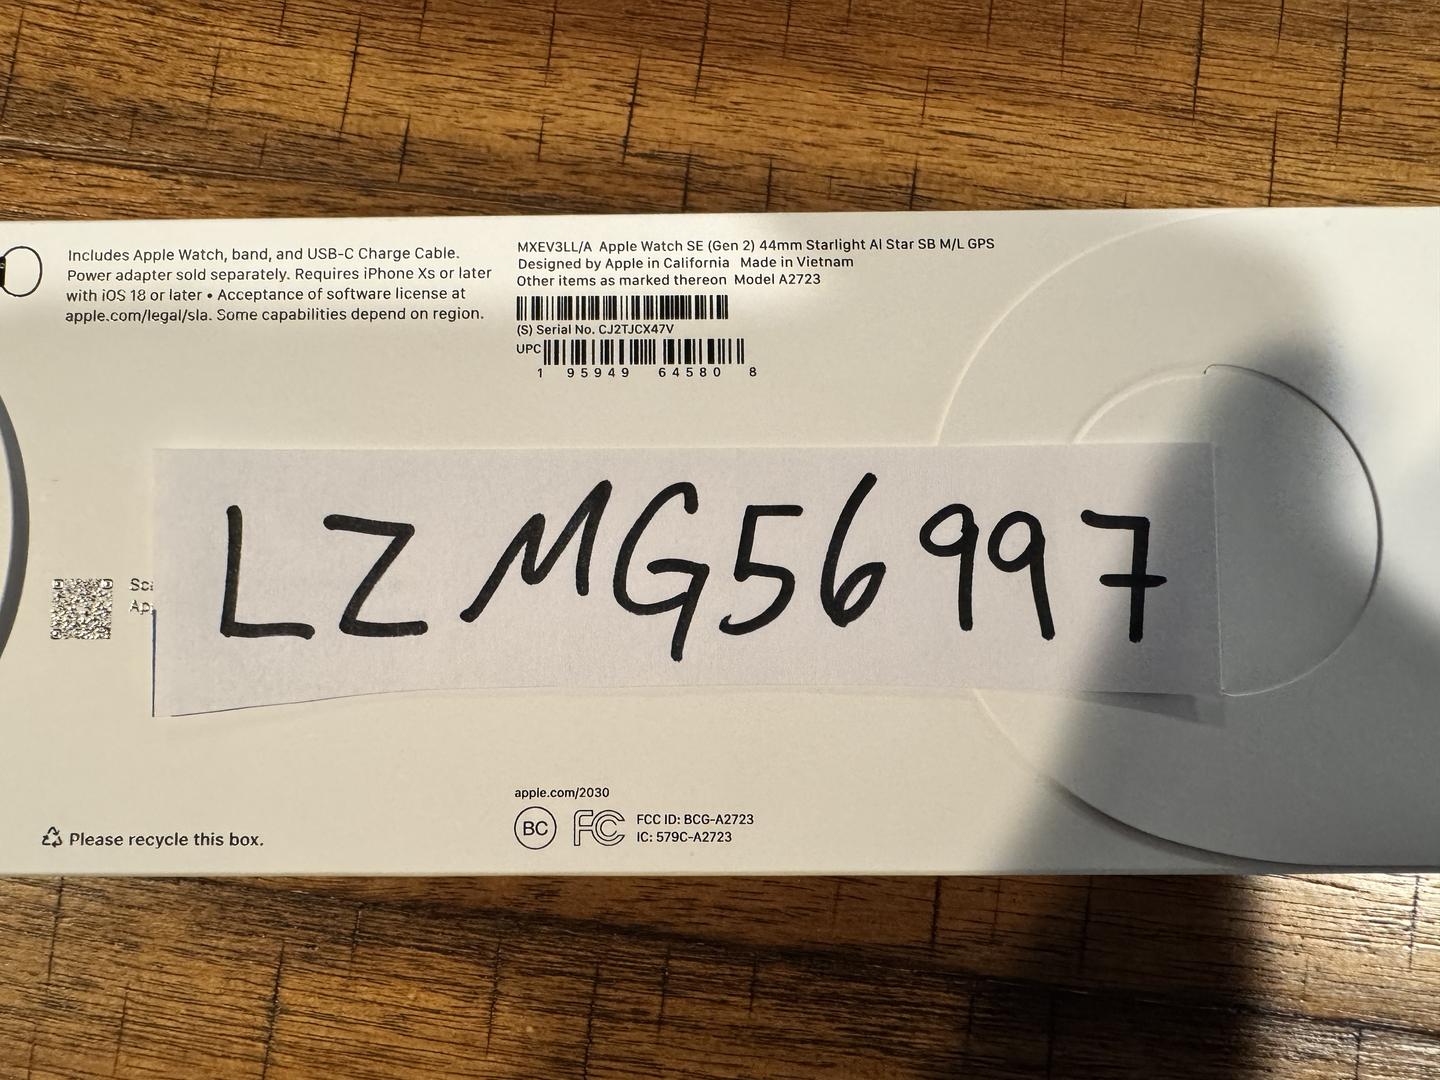 Includes Apple Watch, band, and USB-C Charge Cable.
Power adapter sold separately. Requires iPhone Xs or later
with iOS 18 or later • Acceptance of software license at
apple.com/legal/sla. Some capabilities depend on region.
MXEV3LL/A Apple Watch SE (Gen 2) 44mm Starlight Al Star SB M/L GPS
Designed by Apple in California Made in Vietnam
Other items as marked thereon Model A2723
(S) Serial No. CJ2TJCX47V
UPC
1 95949 64580 8
LZMG56997
apple.com/2030
BC FC FCC ID: BCG-A2723
IC: 579C-A2723
Please recycle this box.